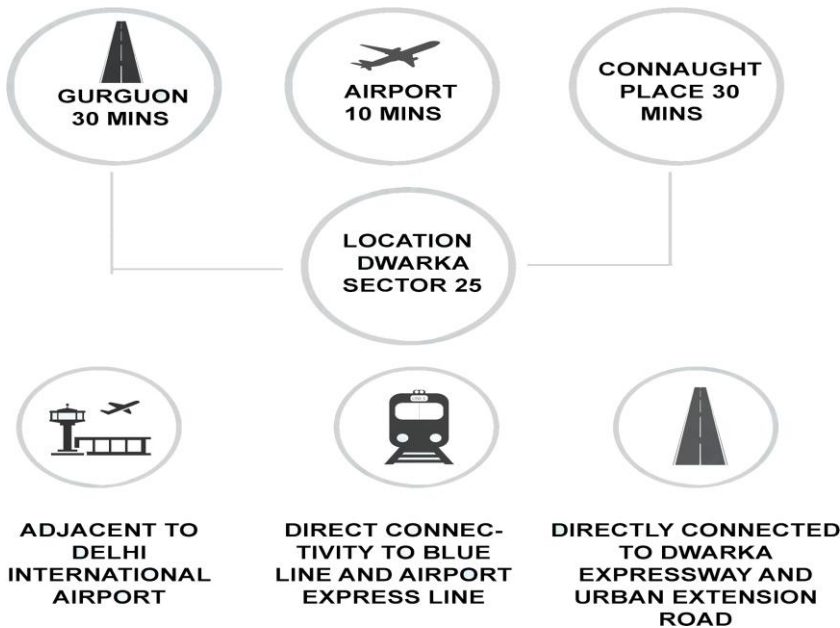 GURGUON
30 MINS
AIRPORT
10 MINS
CONNAUGHT
PLACE 30
MINS
LOCATION
DWARKA
SECTOR 25
ADJACENT TO
DELHI
INTERNATIONAL
AIRPORT
DIRECT CONNEC-
TIVITY TO BLUE
LINE AND AIRPORT
EXPRESS LINE
DIRECTLY CONNECTED
TO DWARKA
EXPRESSWAY AND
URBAN EXTENSION
ROAD